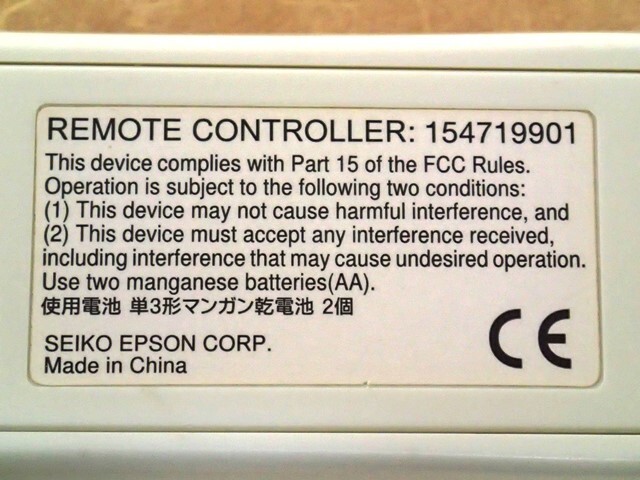 REMOTE CONTROLLER: 154719901
This device complies with Part 15 of the FCC Rules.
Operation is subject to the following two conditions:
(1) This device may not cause harmful interference, and
(2) This device must accept any interference received,
including interference that may cause undesired operation.
Use two manganese batteries(AA).
使用電池 単3形マンガン乾電池 2個
SEIKO EPSON CORP.
Made in China
CE